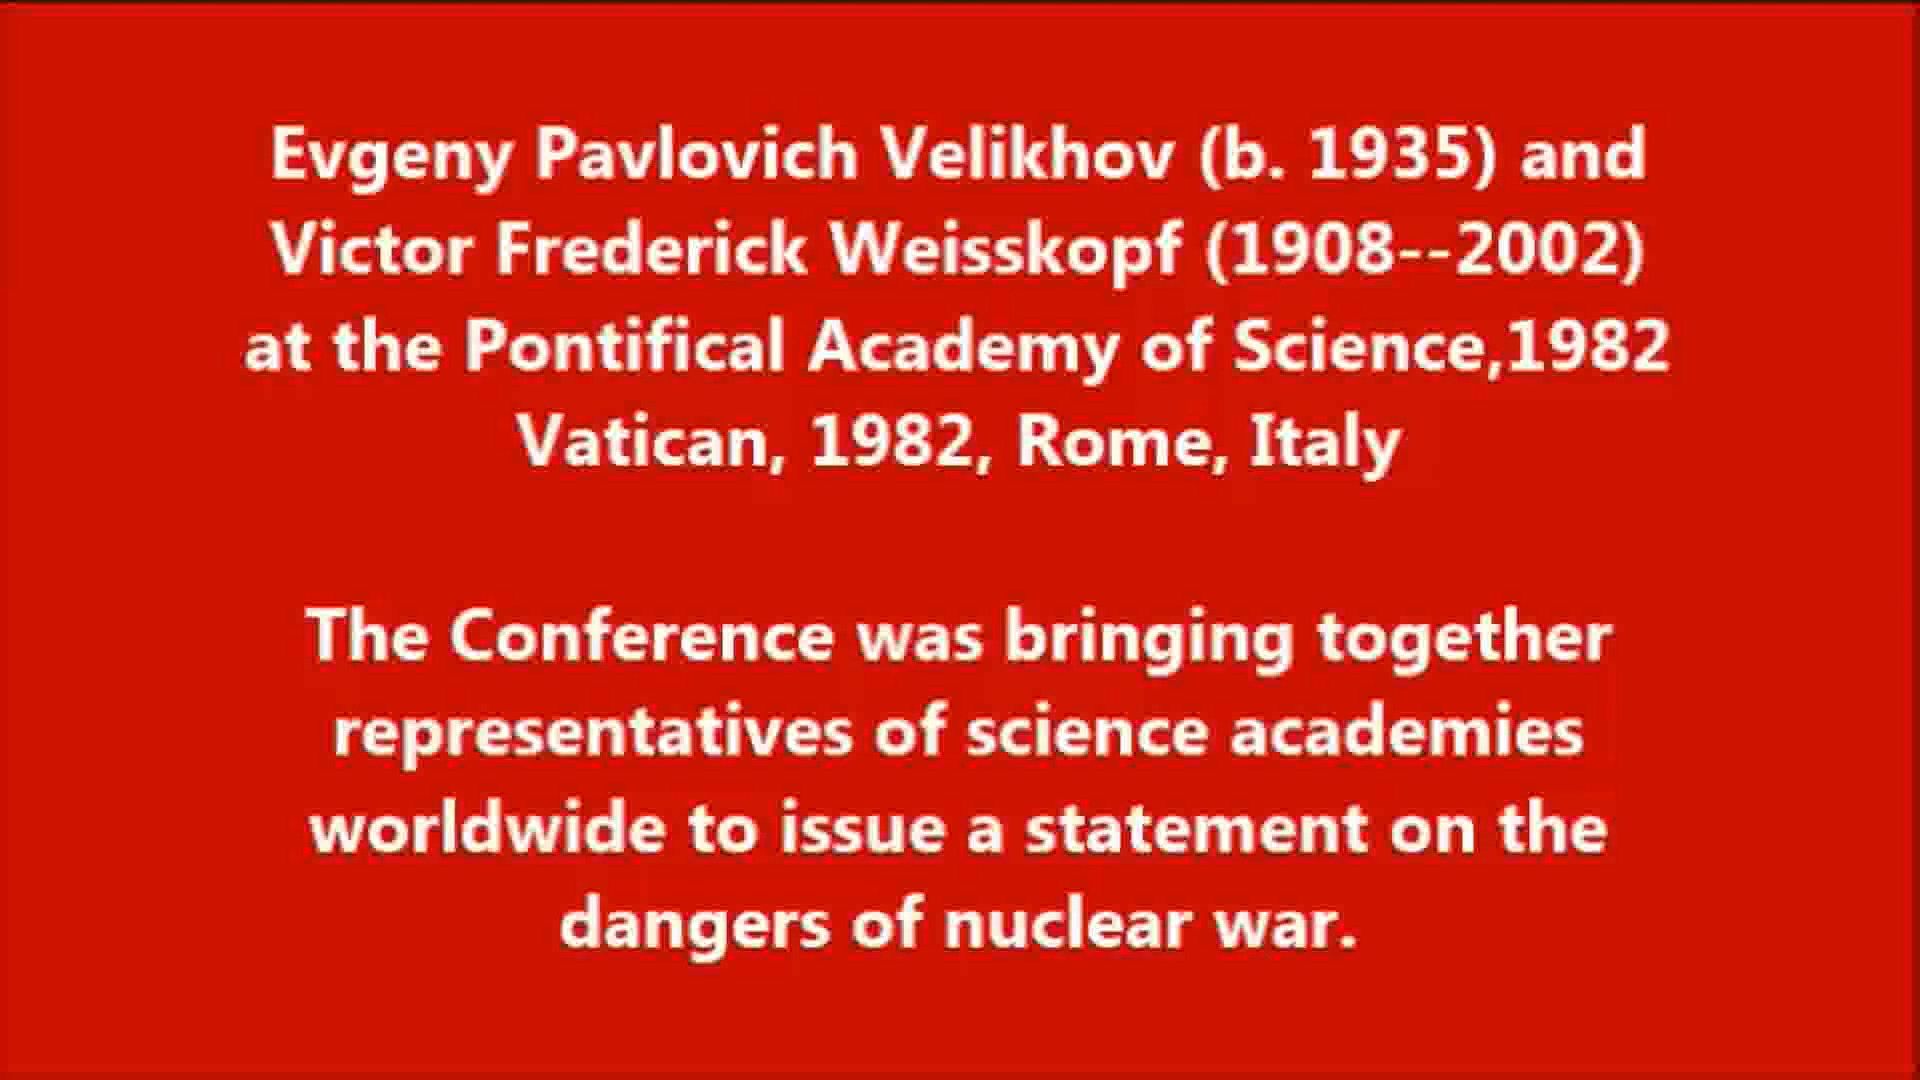 Evgeny Pavlovich Velikhov (b. 1935) and
Victor Frederick Weisskopf (1908--2002)
at the Pontifical Academy of Science,1982
Vatican, 1982, Rome, Italy
The Conference was bringing together
representatives of science academies
worldwide to issue a statement on the
dangers of nuclear war.